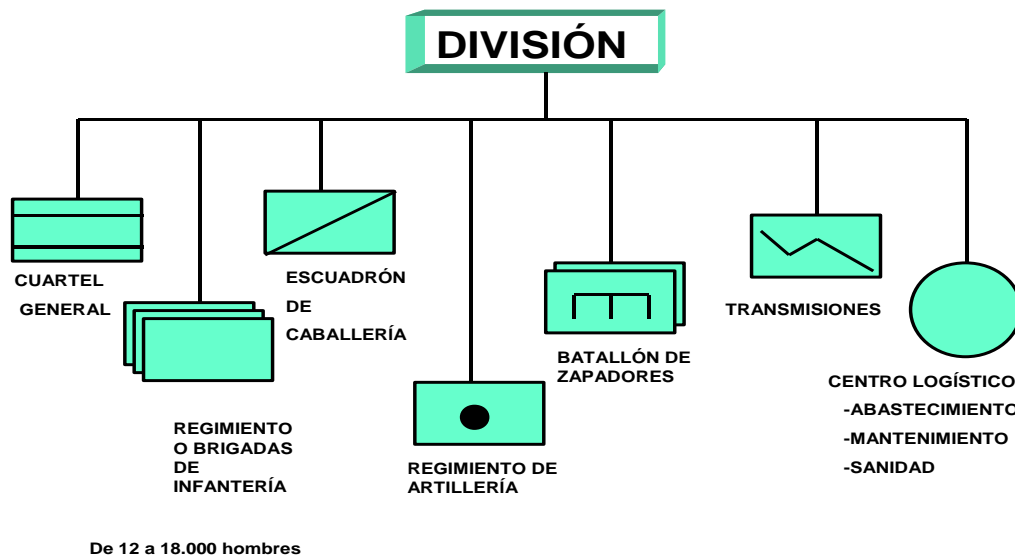 DIVISIÓN
CUARTEL
GENERAL
REGIMIENTO
O BRIGADAS
DE
INFANTERÍA
ESCUADRÓN
DE
CABALLERÍA
REGIMIENTO DE
ARTILLERÍA
BATALLÓN DE
ZAPADORES
TRANSMISIONES
CENTRO LOGÍSTICO
-ABASTECIMIENTO
-MANTENIMIENTO
-SANIDAD
De 12 a 18.000 hombres